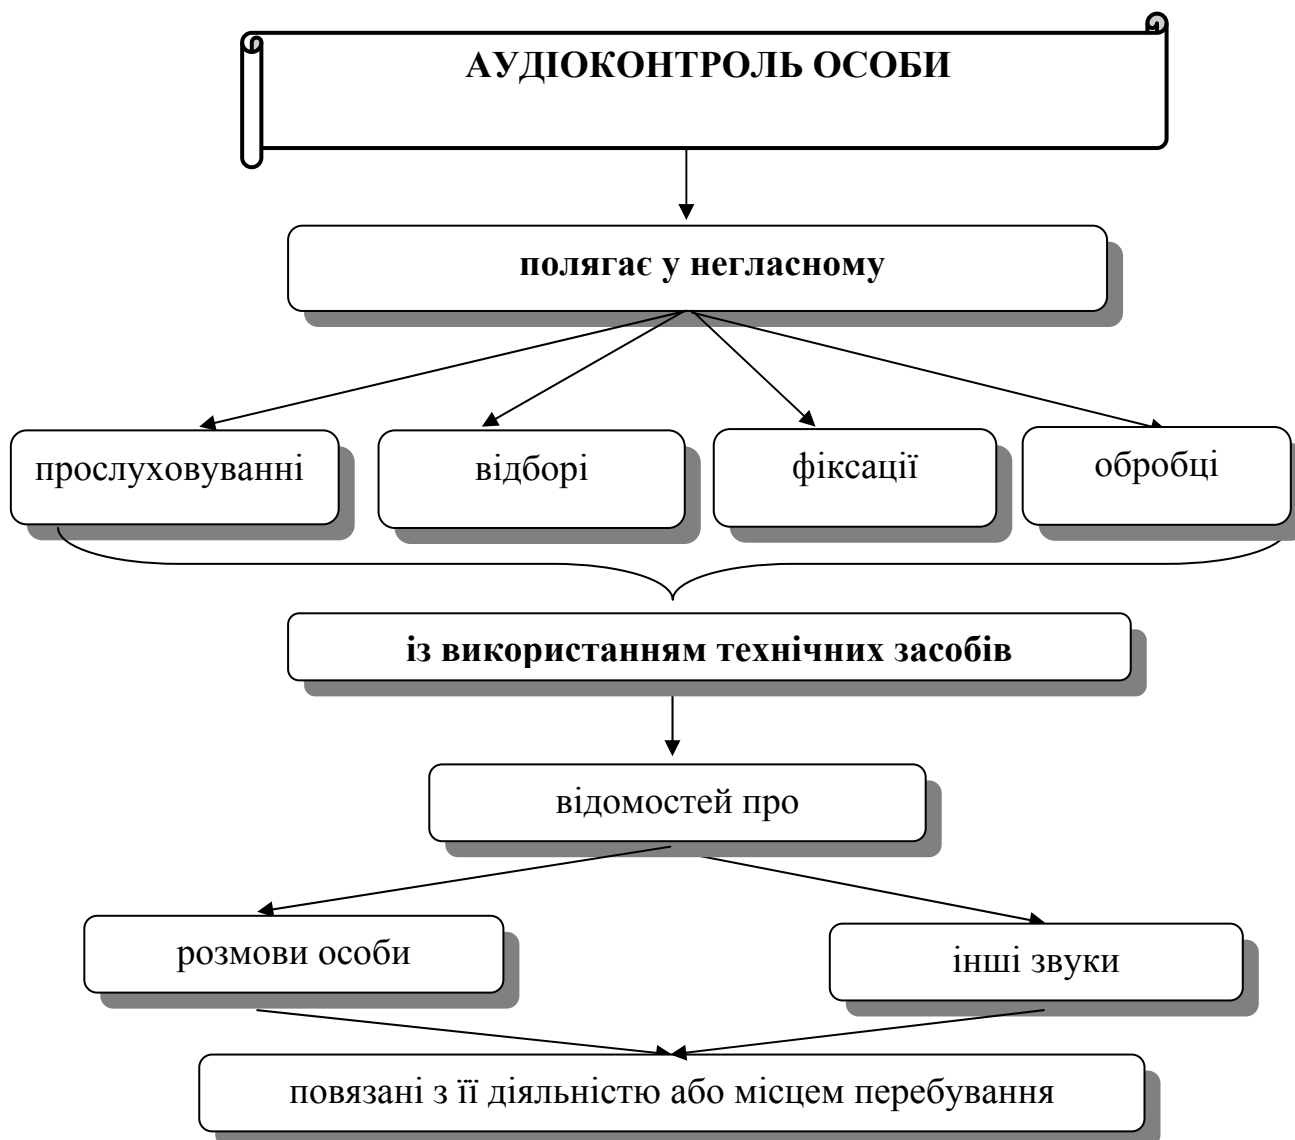 АУДІОКОНТРОЛЬ ОСОБИ
полягає у негласному
прослуховуванні
відборі
фіксації
обробці
із використанням технічних засобів
відомостей про
розмови особи
інші звуки
повязані з її діяльністю або місцем перебування